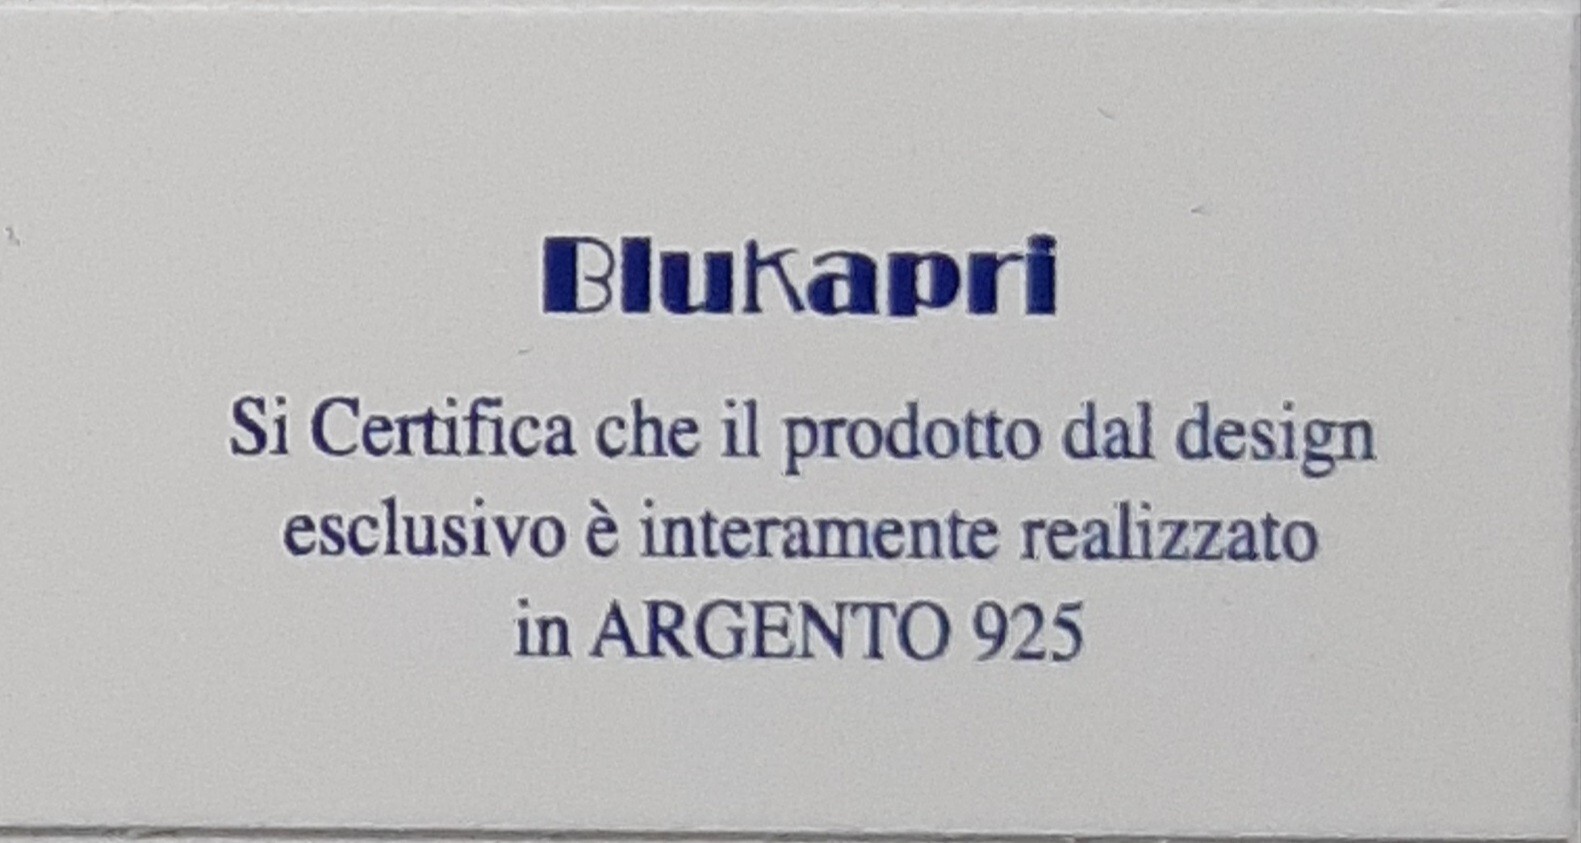 BluKapri
Si Certifica che il prodotto dal design
esclusivo è interamente realizzato
in ARGENTO 925